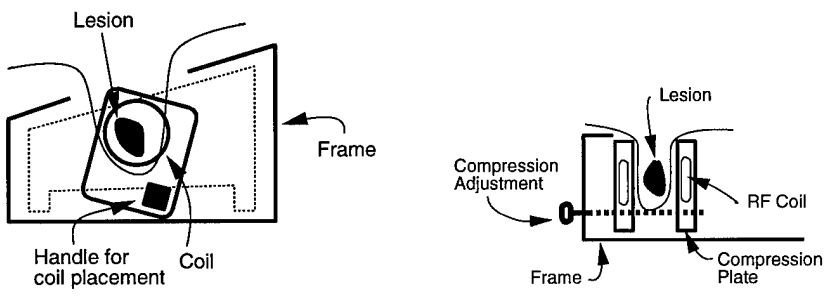 Lesion
Frame
Handle for
coil placement
Coil
Lesion
Compression
Adjustment
RF Coil
Compression
Plate
Frame